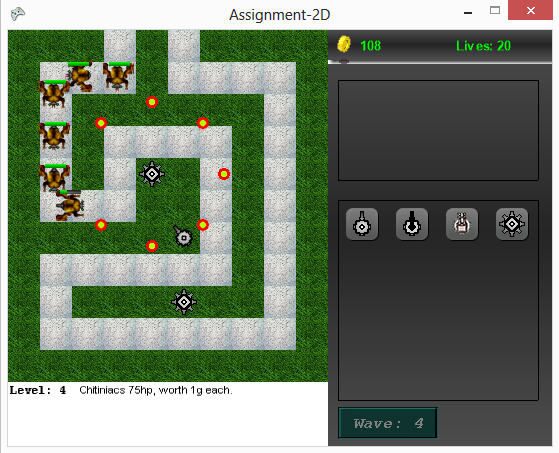 Assignment-2D
108 Lives: 20
Level: 4 Chitiniacs 75hp, worth 1g each.
Wave: 4